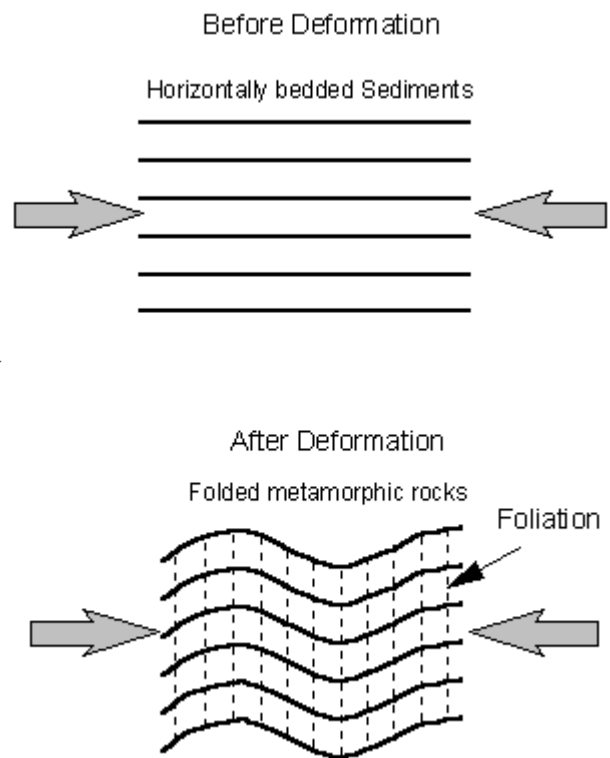 Before Deformation
Horizontally bedded Sediments
After Deformation
Folded metamorphic rocks
Foliation